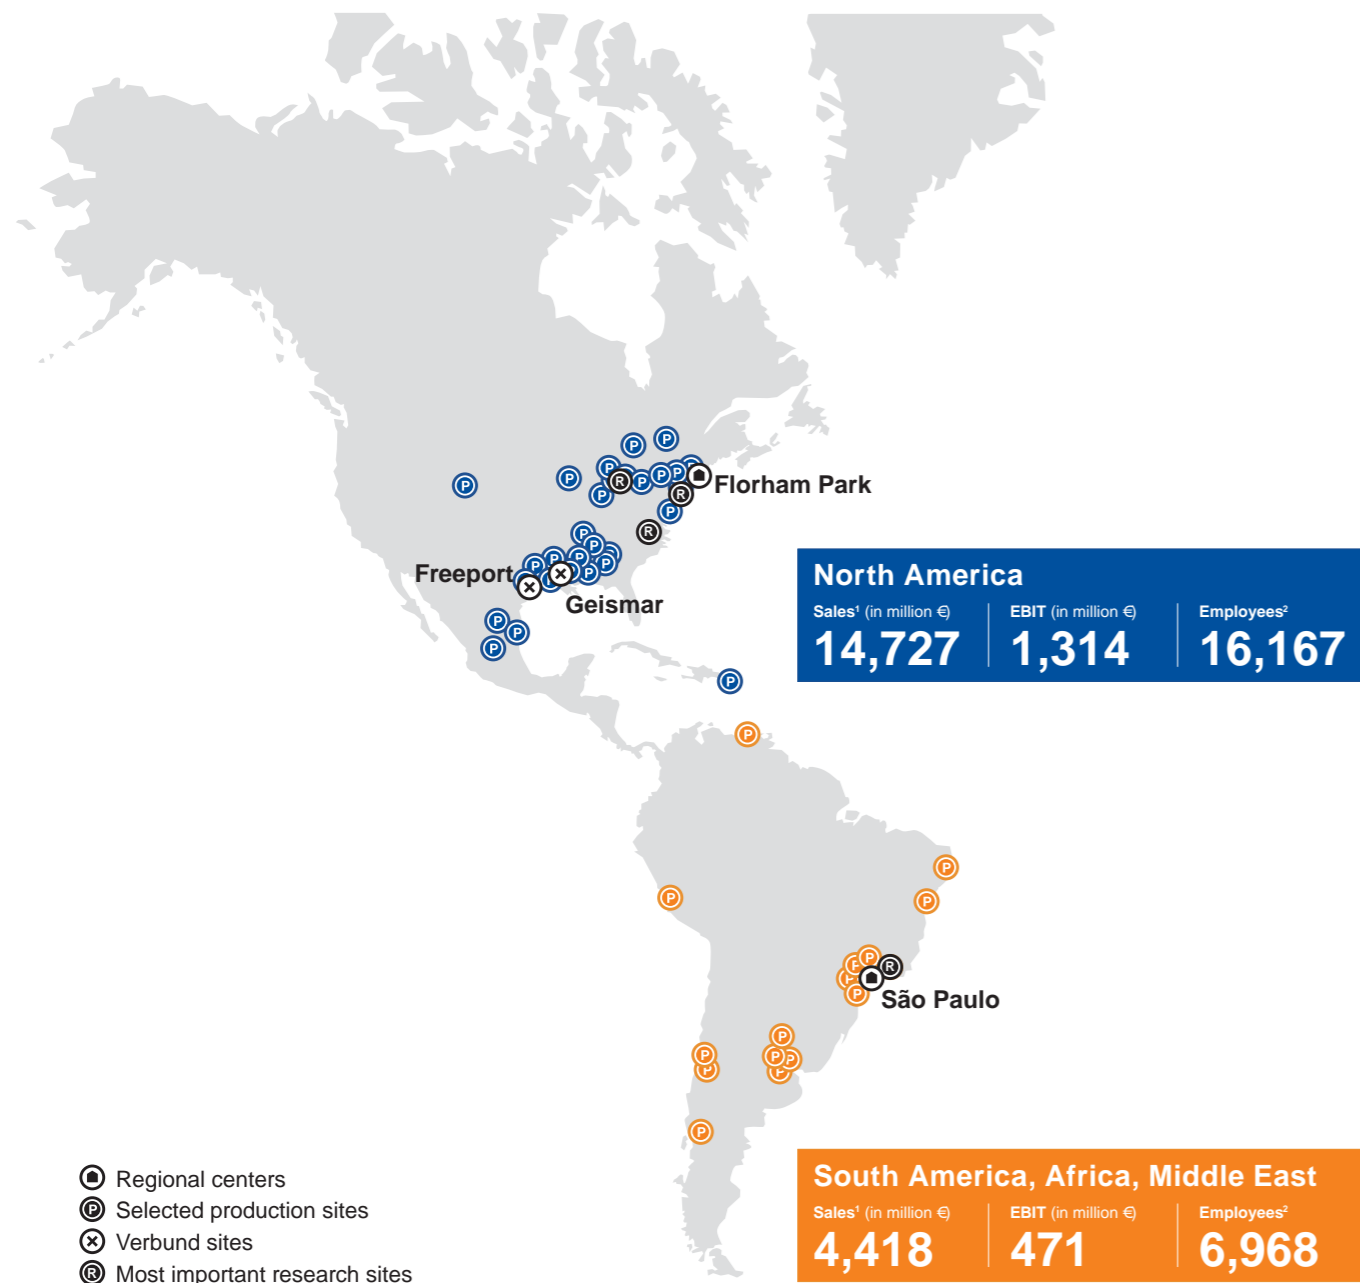 Florham Park
Freeport
Geismar
North America
Sales¹ (in million €) EBIT (in million €) Employees²
14,727 1,314 16,167
São Paulo
Regional centers
Selected production sites
Verbund sites
Most important research sites
South America, Africa, Middle East
Sales¹ (in million €) EBIT (in million €) Employees²
4,418 471 6,968